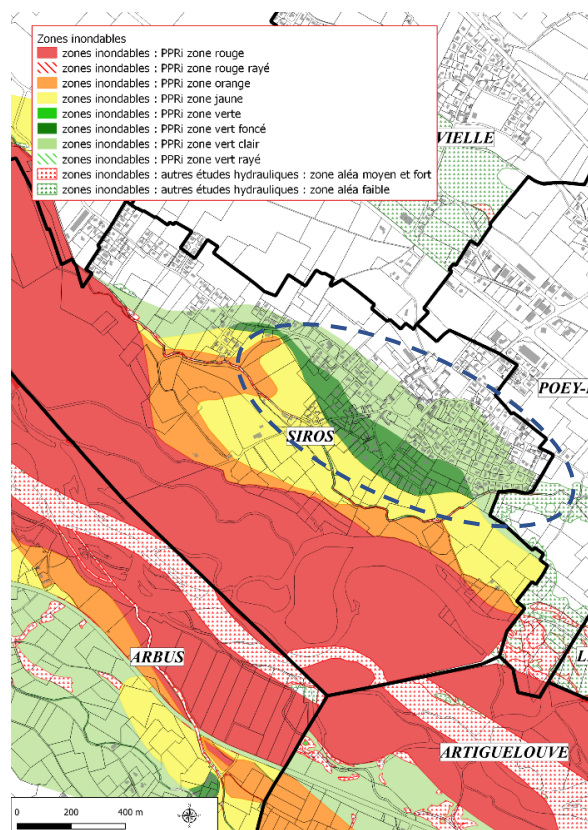 Zones inondables
zones inondables : PPRi zone rouge
zones inondables : PPRi zone rouge rayé
zones inondables : PPRi zone orange
zones inondables : PPRi zone jaune
zones inondables : PPRi zone verte
zones inondables : PPRi zone vert foncé
zones inondables : PPRi zone vert clair
zones inondables : PPRi zone vert rayé
zones inondables : autres études hydrauliques : zone aléa moyen et fort
zones inondables : autres études hydrauliques : zone aléa faible
VIELLE
POEY-
SIROS
ARBUS
L
ARTIGUELOUVE
0 200 400 m